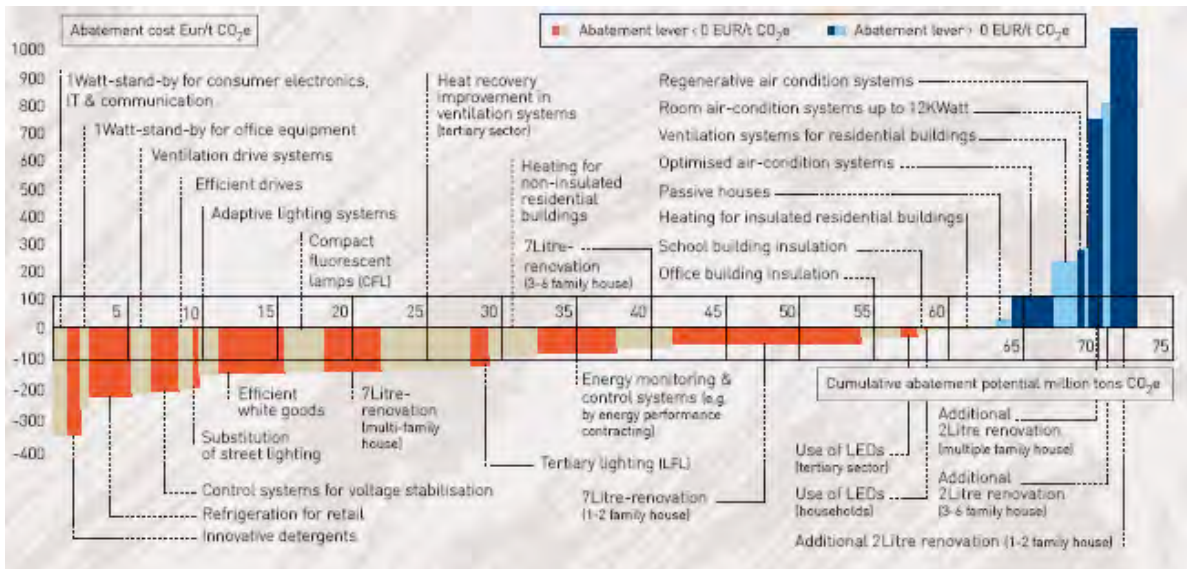 Abatement cost Eur/t CO2e
Abatement lever < 0 EUR/t CO2e
Abatement lever > 0 EUR/t CO2e
1000
900
800
700
600
500
400
300
200
100
0
-100
-200
-300
-400
1Watt-stand-by for consumer electronics,
IT & communication
1Watt-stand-by for office equipment
Ventilation drive systems
Efficient drives
Adaptive lighting systems
Compact
fluorescent
lamps (CFL)
Heat recovery
improvement in
ventilation systems
(tertiary sector)
Heating for
non-insulated
residential
buildings
7Litre-
renovation
(3-6 family house)
Regenerative air condition systems
Room air-condition systems up to 12KWatt
Ventilation systems for residential buildings
Optimised air-condition systems
Passive houses
Heating for insulated residential buildings
School building insulation
Office building insulation
5
10
15
20
25
30
35
40
45
50
55
60
65
70
75
Cumulative abatement potential million tons CO2e
Efficient
white goods
7Litre-
renovation
(multi-family
house)
Substitution
of street lighting
Control systems for voltage stabilisation
Refrigeration for retail
Innovative detergents
Energy monitoring &
control systems (e.g.
by energy performance
contracting)
Tertiary lighting (LFL)
7Litre-renovation
(1-2 family house)
Use of LEDs
(tertiary sector)
Use of LEDs
(households)
Additional
2Litre renovation
(multiple family house)
Additional
2Litre renovation
(3-6 family house)
Additional 2Litre renovation (1-2 family house)